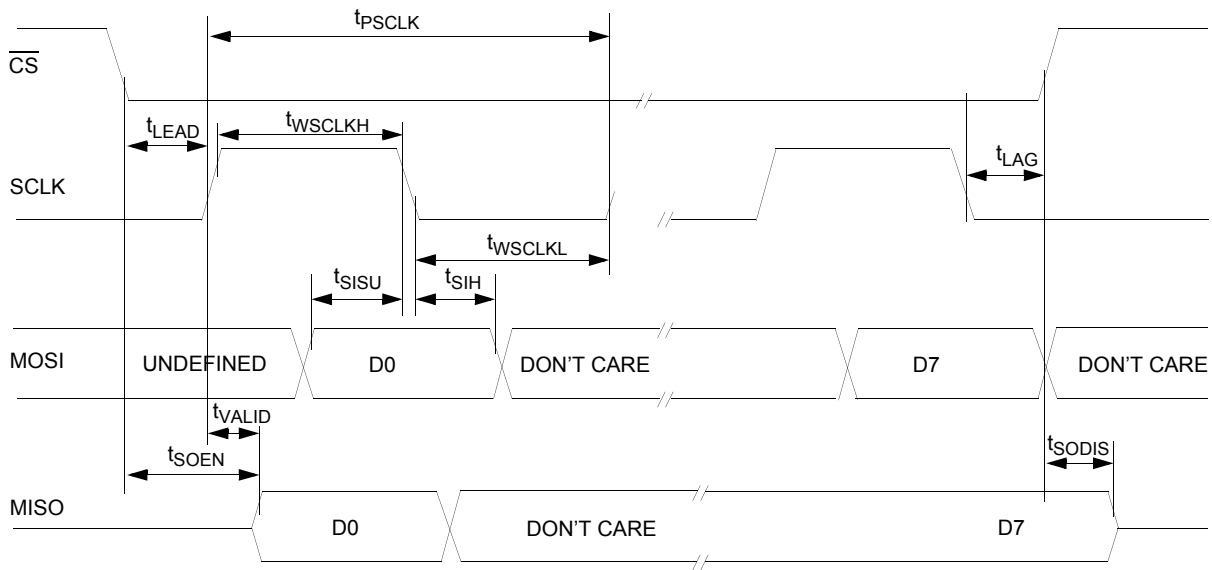 tPSCLK
CS
tLEAD
tWSCLKH
tLAG
SCLK
tWSCLKL
tSISU
tSIH
MOSI
UNDEFINED
D0
DON'T CARE
D7
DON'T CARE
tVALID
tSOEN
tSODIS
MISO
D0
DON'T CARE
D7